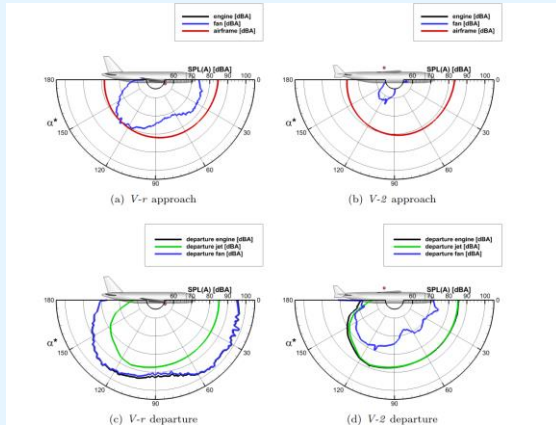 engine [dBA]
fan [dBA]
airframe [dBA]
engine [dBA]
fan [dBA]
airframe [dBA]
SPL(A) [dBA]
180
60 70 80 90 100
0
α*
150
30
120
60
90
(a) V-r approach
SPL(A) [dBA]
180
60 70 80 90 100
0
α*
150
30
120
60
90
(b) V-2 approach
departure engine [dBA]
departure jet [dBA]
departure fan [dBA]
departure engine [dBA]
departure jet [dBA]
departure fan [dBA]
SPL(A) [dBA]
180
60 70 80 90 100
0
α*
150
30
120
60
90
(c) V-r departure
SPL(A) [dBA]
180
60 70 80 90 100
0
α*
150
30
120
60
90
(d) V-2 departure